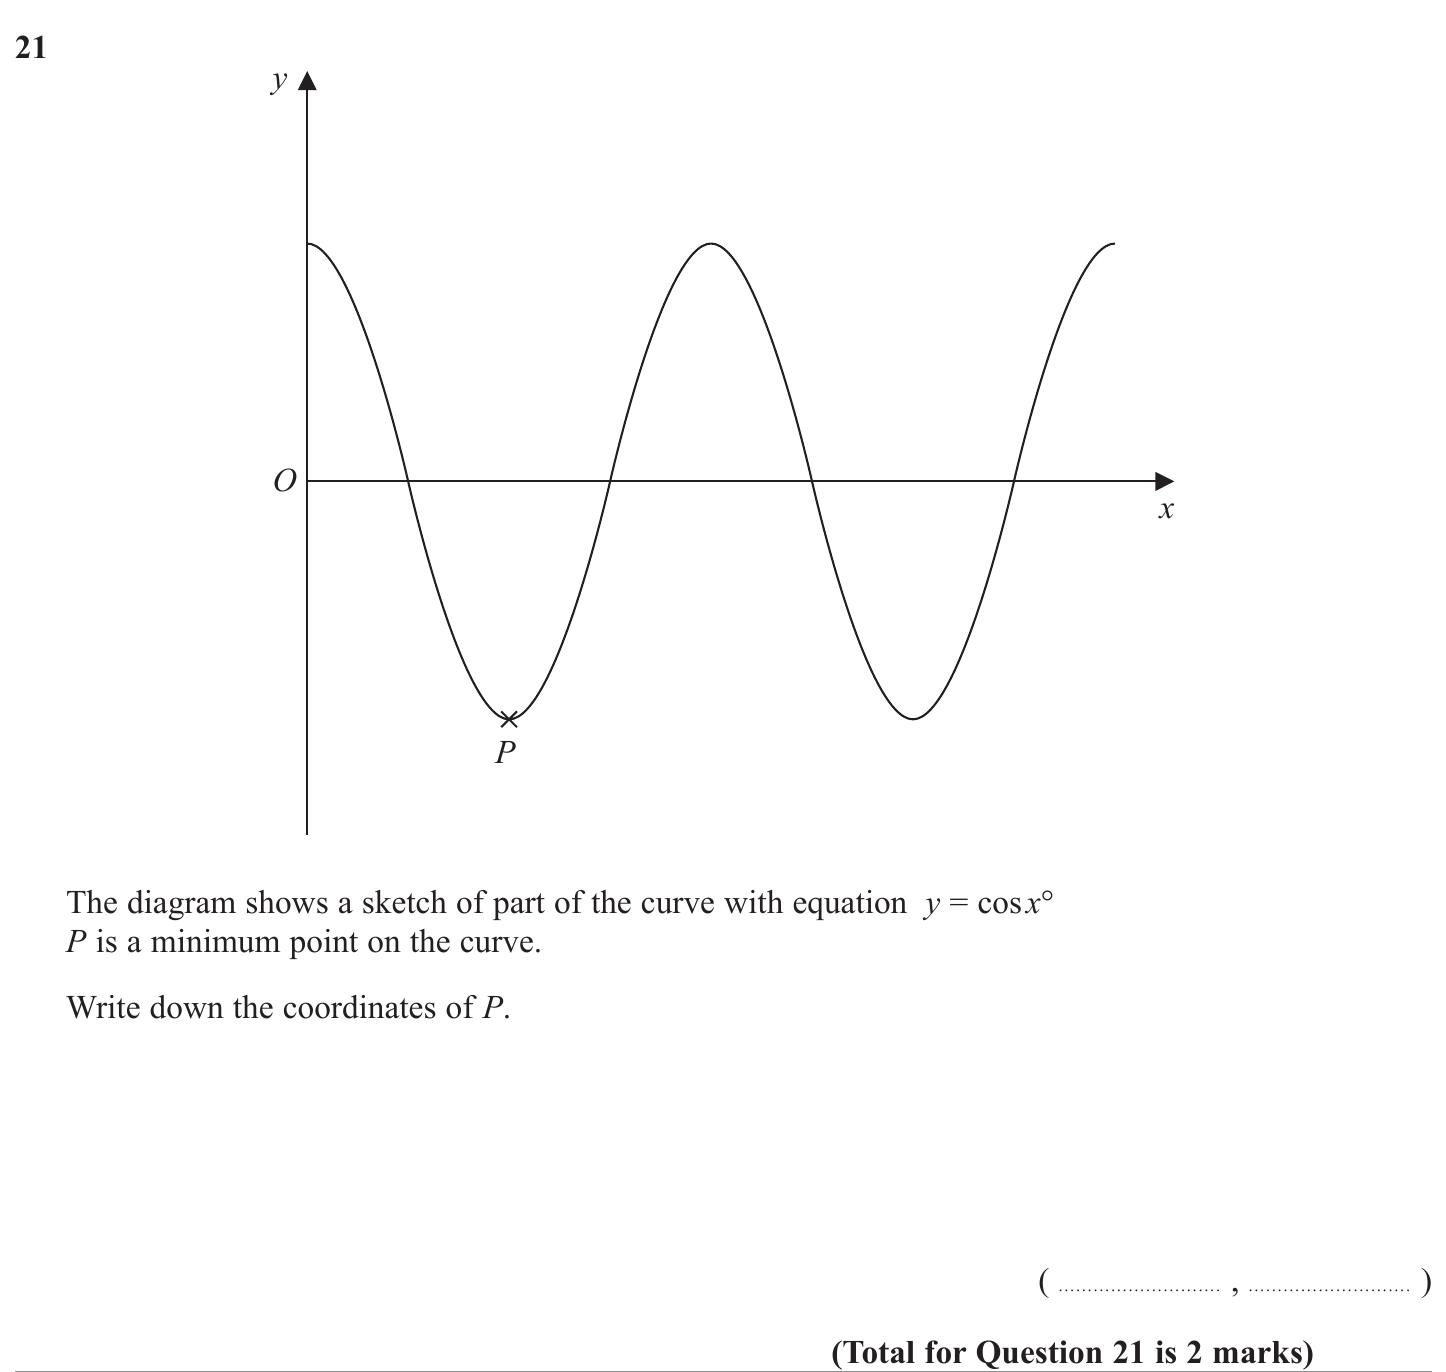 21
y
O
x
P
The diagram shows a sketch of part of the curve with equation y = cos x°
P is a minimum point on the curve.
Write down the coordinates of P.
( ........................... , ........................... )
(Total for Question 21 is 2 marks)